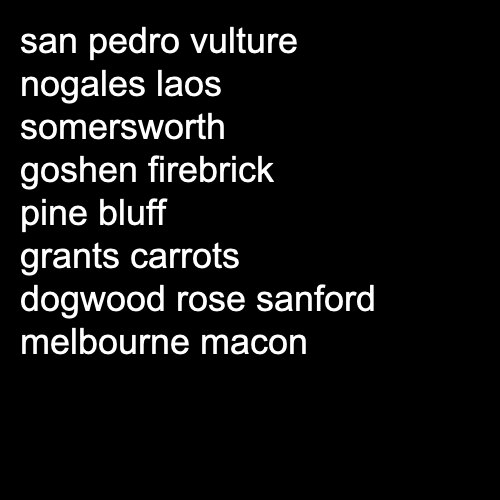 san pedro vulture
nogales laos
somersworth
goshen firebrick
pine bluff
grants carrots
dogwood rose sanford
melbourne macon